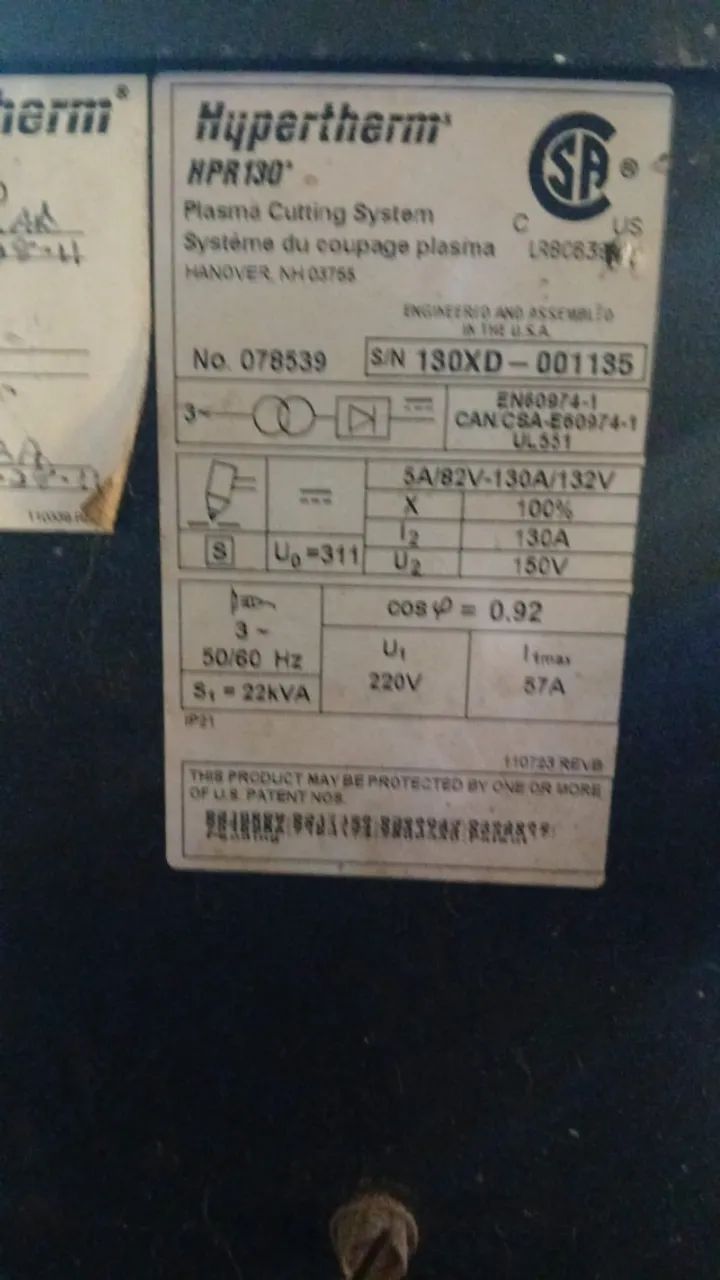 therm®
Hypertherm®
HPR130®
Plasma Cutting System
Système du coupage plasma
HANOVER, NH 03755
SA ®
C US
ENGINEERED AND ASSEMBLED
IN THE U.S.A.
No. 078539
S/N 130XD-001135
3~
EN60974-1
CAN/CSA-E60974-1
UL551
5A/82V-130A/132V
X 100%
I2 130A
S U0=311 U2 150V
3~
50/60 Hz
S1 = 22kVA
cos φ = 0.92
U1 I1max
220V 57A
IP21
110723 REVB
THIS PRODUCT MAY BE PROTECTED BY ONE OR MORE
OF U.S. PATENT NOS.